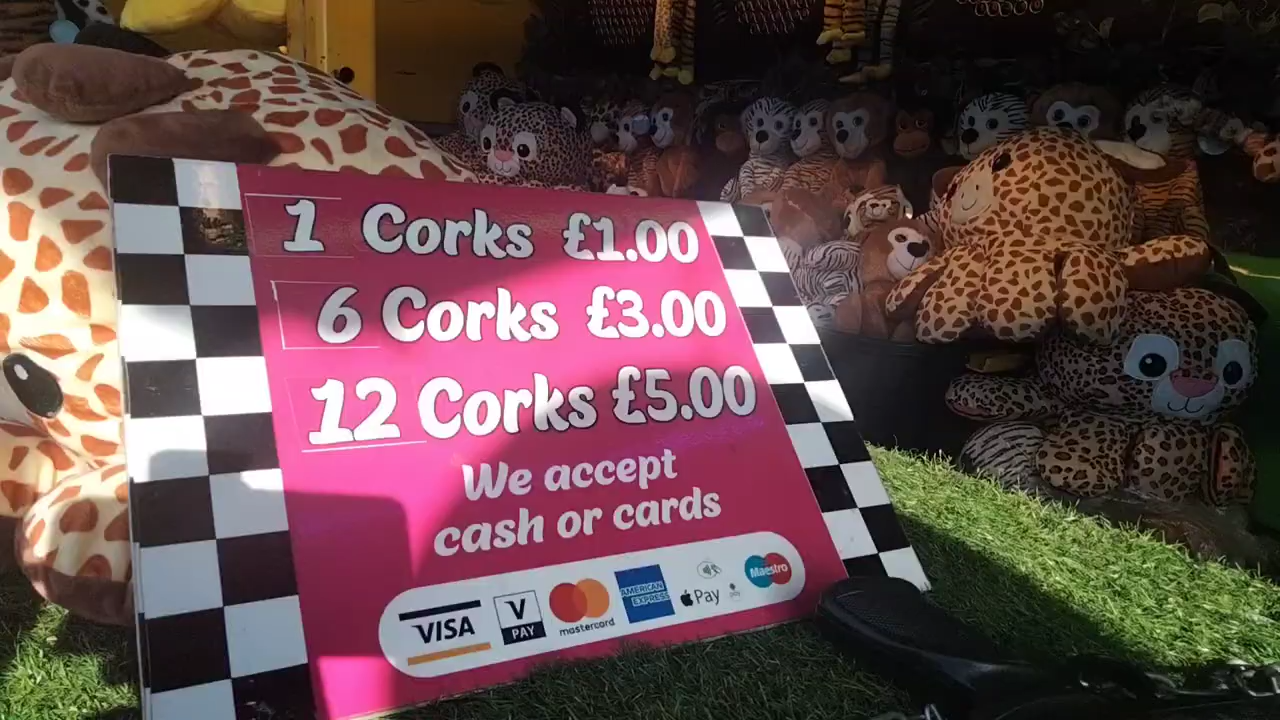 1 Corks £1.00
6 Corks £3.00
12 Corks £5.00
We accept
cash or cards
VISA
V PAY
mastercard
AMERICAN EXPRESS
Pay
Maestro